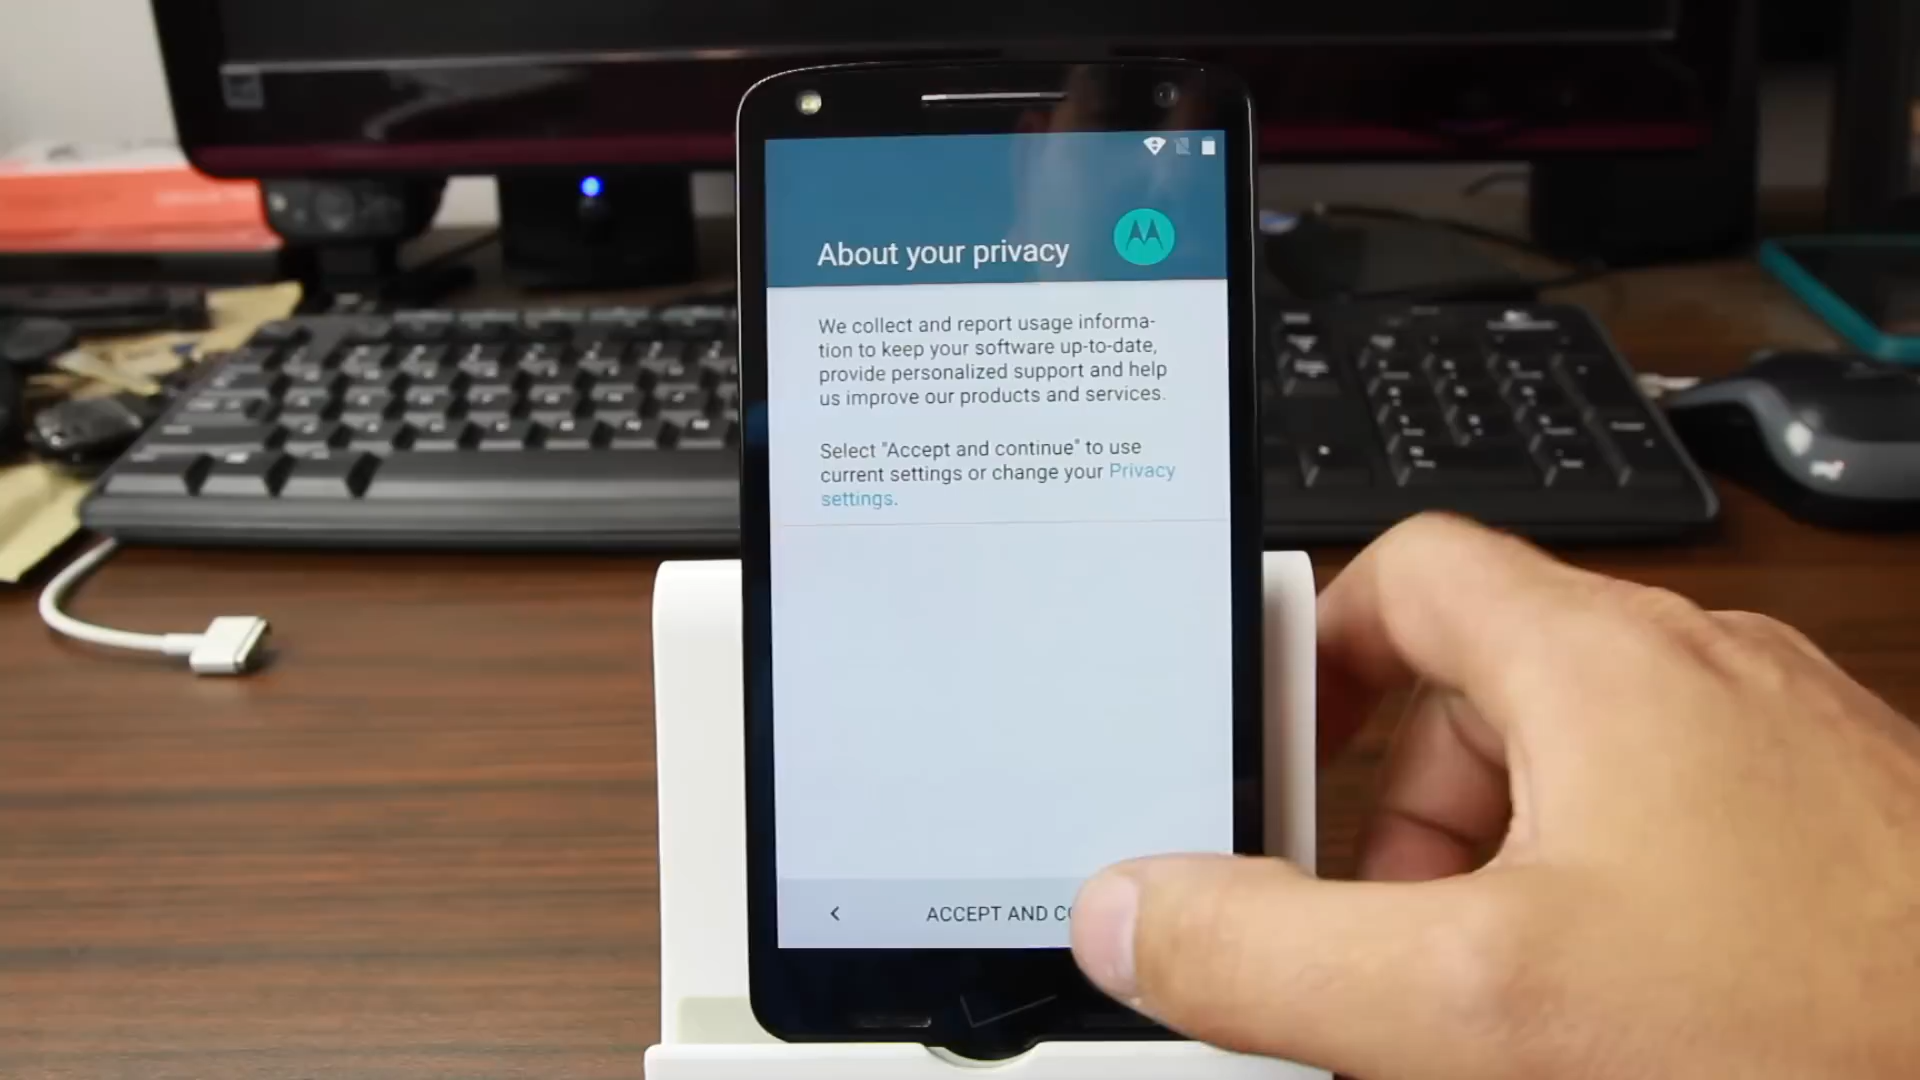 About your privacy
We collect and report usage informa-
tion to keep your software up-to-date,
provide personalized support and help
us improve our products and services.
Select "Accept and continue" to use
current settings or change your Privacy
settings.
ACCEPT AND